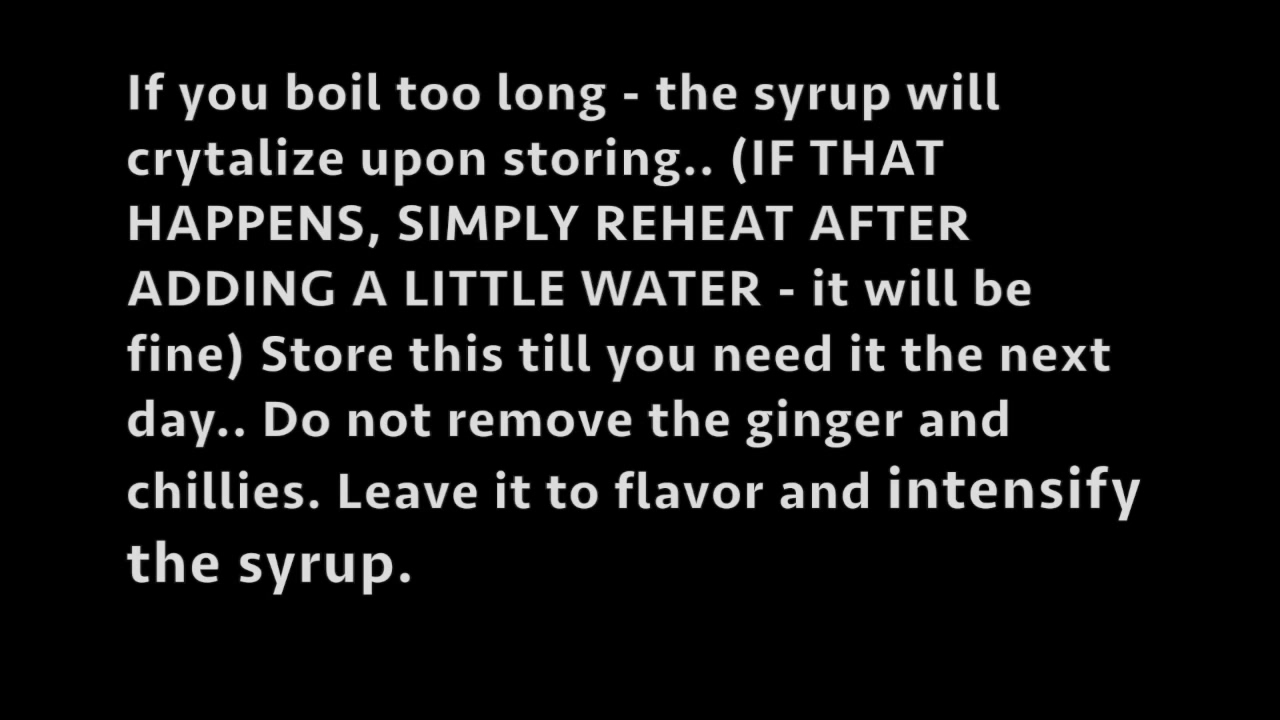 If you boil too long - the syrup will
crytalize upon storing.. (IF THAT
HAPPENS, SIMPLY REHEAT AFTER
ADDING A LITTLE WATER - it will be
fine) Store this till you need it the next
day.. Do not remove the ginger and
chillies. Leave it to flavor and intensify
the syrup.